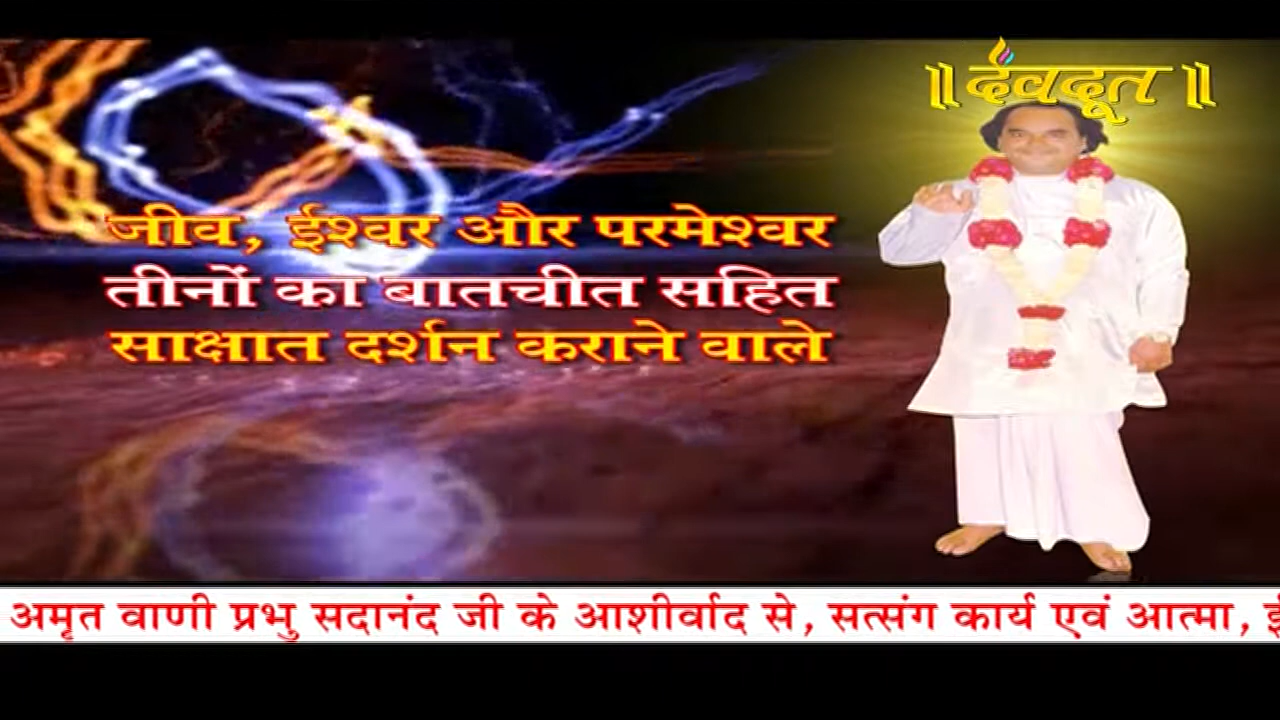 ॥ देवदूत ॥
जीव, ईश्वर और परमेश्वर
तीनों का बातचीत सहित
साक्षात दर्शन कराने वाले
अमृत वाणी प्रभु सदानंद जी के आशीर्वाद से, सत्संग कार्य एवं आत्मा,